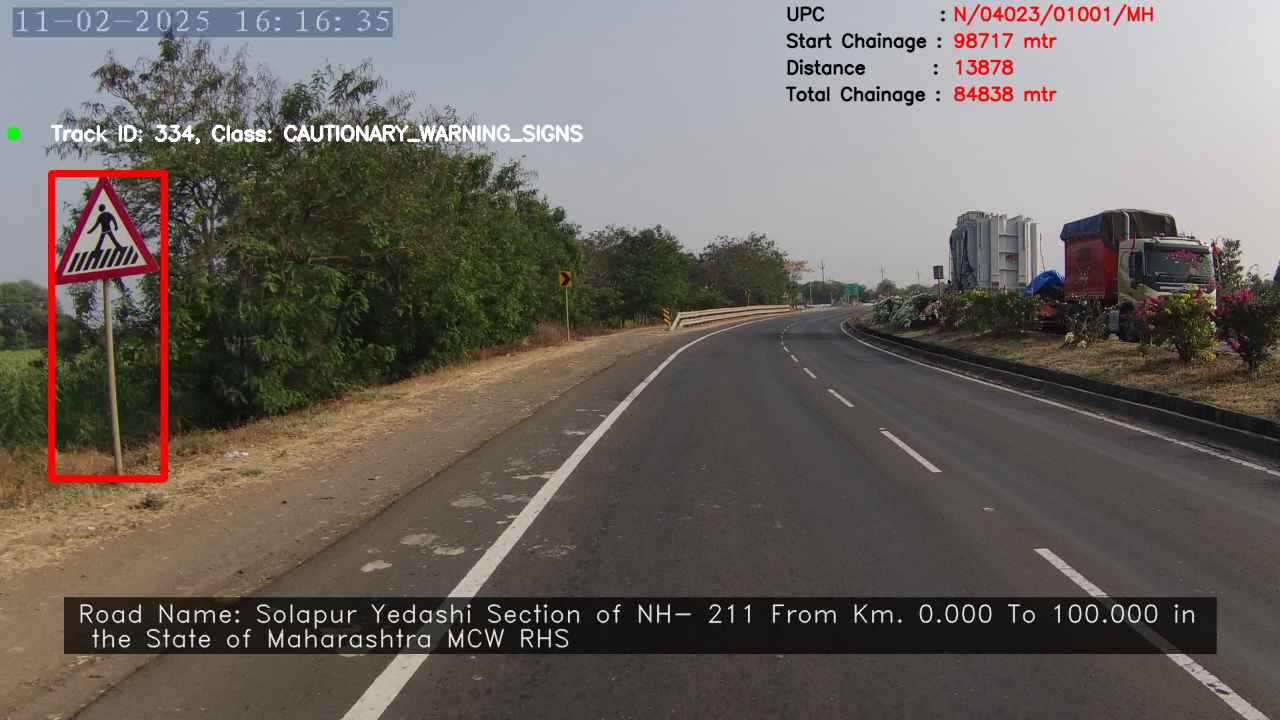 11-02-2025 16:16:35
UPC : N/04023/01001/MH
Start Chainage : 98717 mtr
Distance : 13878
Total Chainage : 84838 mtr
Track ID: 334, Class: CAUTIONARY_WARNING_SIGNS
Road Name: Solapur Yedashi Section of NH- 211 From Km. 0.000 To 100.000 in
the State of Maharashtra MCW RHS